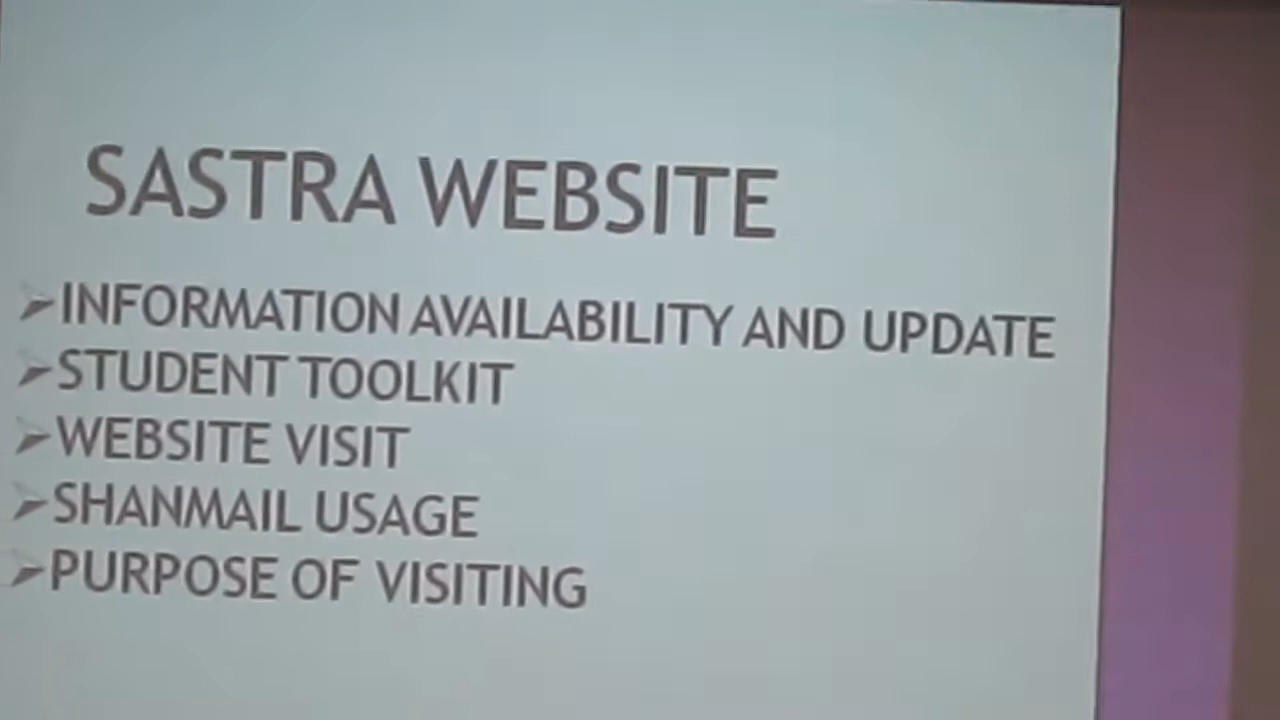 SASTRA WEBSITE
INFORMATION AVAILABILITY AND UPDATE
STUDENT TOOLKIT
WEBSITE VISIT
SHANMAIL USAGE
PURPOSE OF VISITING